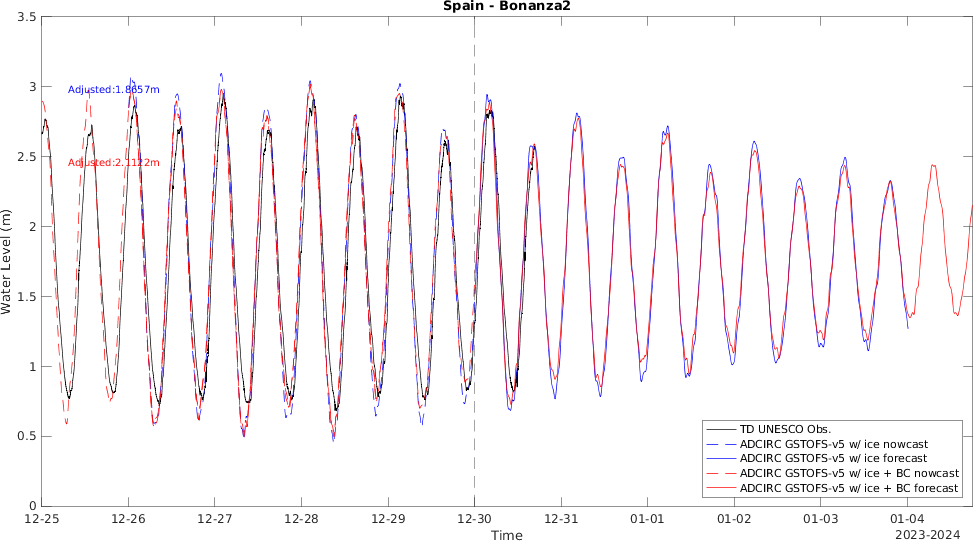 Spain - Bonanza2
3.5
3
2.5
2
1.5
1
0.5
0
Water Level (m)
Adjusted:1.8657m
Adjusted:2.1122m
TD UNESCO Obs.
ADCIRC GSTOFS-v5 w/ ice nowcast
ADCIRC GSTOFS-v5 w/ ice forecast
ADCIRC GSTOFS-v5 w/ ice + BC nowcast
ADCIRC GSTOFS-v5 w/ ice + BC forecast
12-25 12-26 12-27 12-28 12-29 12-30 12-31 01-01 01-02 01-03 01-04
Time
2023-2024